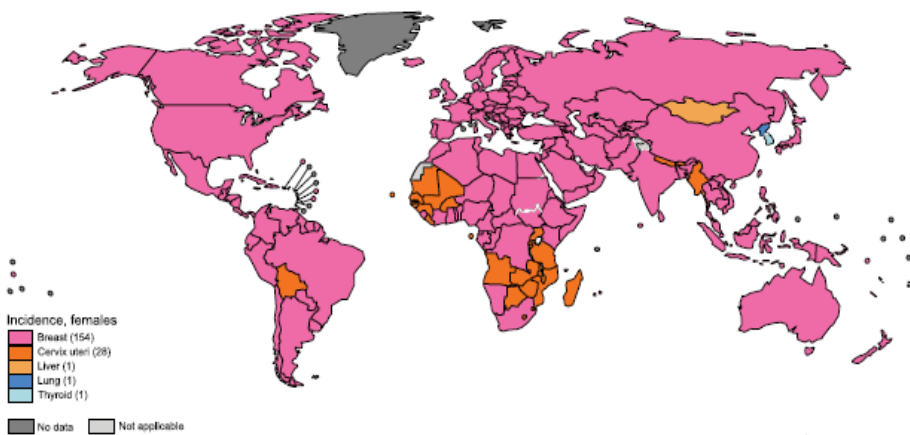 Incidence, females
Breast (154)
Cervix uteri (28)
Liver (1)
Lung (1)
Thyroid (1)
No data Not applicable